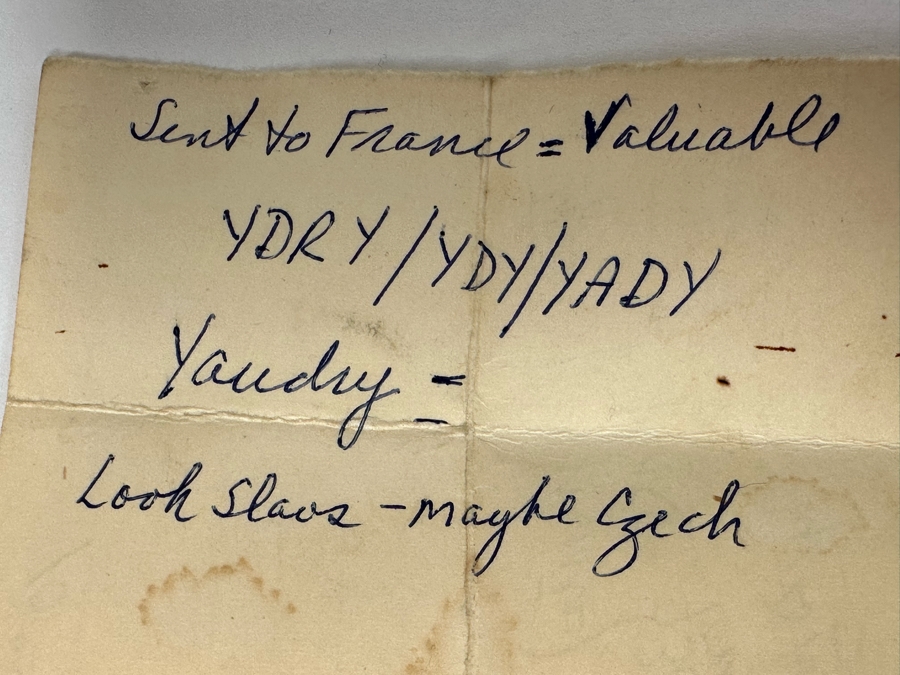 Sent to France = Valuable
YDRY/YDY/YADY
Yaudry =
Look Slavs - maybe Czech